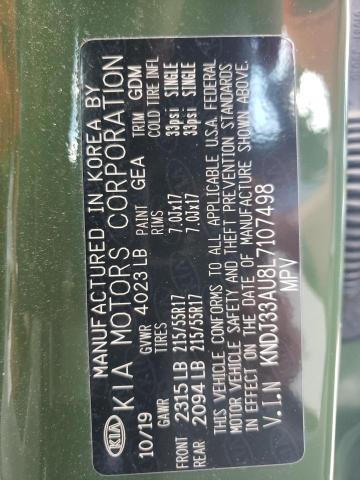 MANUFACTURED IN KOREA BY
KIA KIA MOTORS CORPORATION
10/19 GVWR 4023 LB PAINT GEA TRIM GDM
GAWR TIRES RIMS COLD TIRE INFL
FRONT 2315 LB 215/55R17 7.0Jx17 33psi SINGLE
REAR 2094 LB 215/55R17 7.0Jx17 33psi SINGLE
THIS VEHICLE CONFORMS TO ALL APPLICABLE U.S.A. FEDERAL
MOTOR VEHICLE SAFETY AND THEFT PREVENTION STANDARDS
IN EFFECT ON THE DATE OF MANUFACTURE SHOWN ABOVE.
V.I.N KNDJ33AU8L7107498
MPV